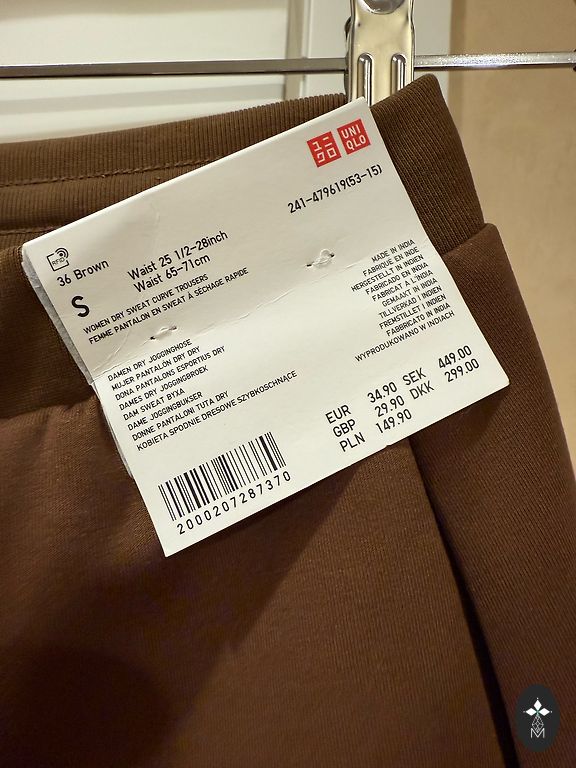 ユニ
クロ
UNI
QLO
241-479619(53-15)
RFID
36 Brown
S
Waist 25 1/2-28inch
Waist 65-71cm
WOMEN DRY SWEAT CURVE TROUSERS
FEMME PANTALON EN SWEAT À SÉCHAGE RAPIDE
DAMEN DRY JOGGINGHOSE
MUJER PANTALÓN DRY DRY
DONA PANTALONS ESPORTIUS DRY
DAMES DRY JOGGINGBROEK
DAM SWEAT BYXA
DAME JOGGINGBUKSER
DONNE PANTALONI TUTA DRY
KOBIETA SPODNIE DRESOWE SZYBKOSCHNĄCE
MADE IN INDIA
FABRIQUE EN INDE
HERGESTELLT IN INDIEN
FABRICADO EN INDIA
FABRICAT A L'ÍNDIA
GEMAAKT IN INDIA
TILLVERKAD I INDIEN
FREMSTILLET I INDIEN
FABBRICATO IN INDIA
WYPRODUKOWANO W INDIACH
EUR 34.90 SEK 449.00
GBP 29.90 DKK 299.00
PLN 149.90
2000207287370
M